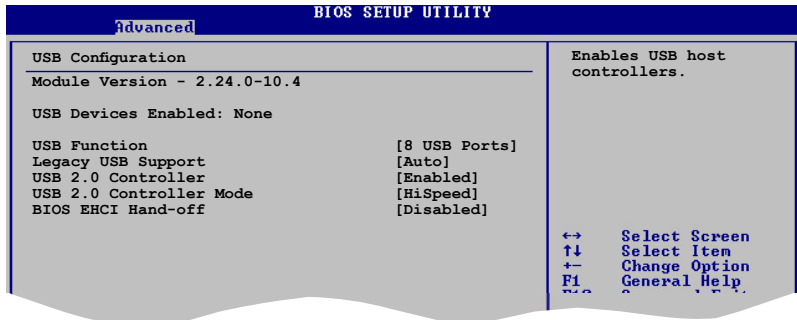 BIOS SETUP UTILITY
Advanced
USB Configuration
Module Version - 2.24.0-10.4
USB Devices Enabled: None
USB Function [8 USB Ports]
Legacy USB Support [Auto]
USB 2.0 Controller [Enabled]
USB 2.0 Controller Mode [HiSpeed]
BIOS EHCI Hand-off [Disabled]
Enables USB host
controllers.
←→ Select Screen
↑↓ Select Item
+- Change Option
F1 General Help